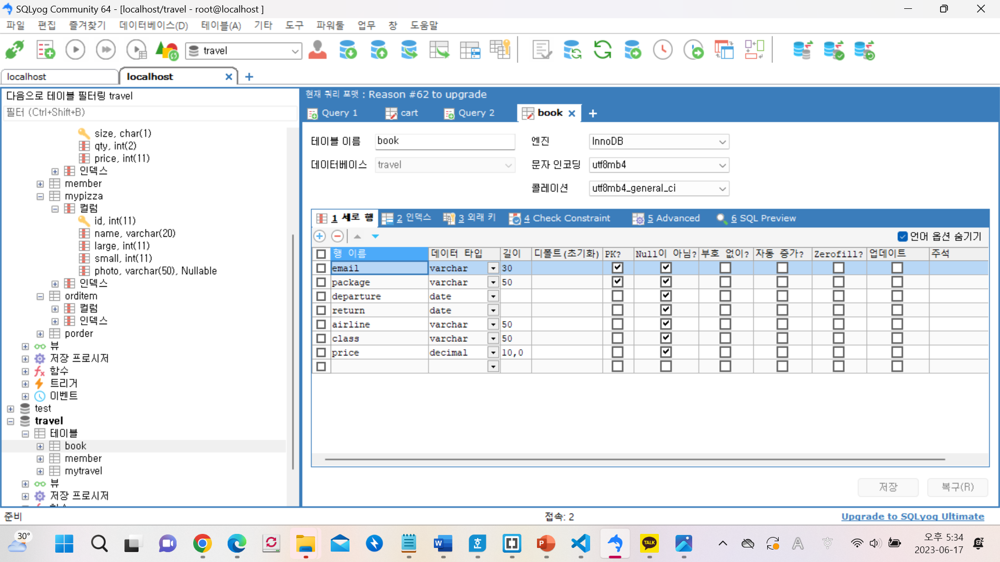 SQLyog Community 64 - [localhost/travel - root@localhost ]
파일 편집 즐겨찾기 데이터베이스(D) 테이블(A) 기타 도구 파워툴 업무 창 도움말
travel
localhost localhost
다음으로 테이블 필터링 travel
필터 (Ctrl+Shift+B)
size, char(1)
qty, int(2)
price, int(11)
인덱스
member
mypizza
컬럼
id, int(11)
name, varchar(20)
large, int(11)
small, int(11)
photo, varchar(50), Nullable
인덱스
orditem
컬럼
인덱스
porder
뷰
저장 프로시저
함수
트리거
이벤트
test
travel
테이블
book
member
mytravel
뷰
저장 프로시저
현재 쿼리 포맷 : Reason #62 to upgrade
Query 1 cart Query 2 book
테이블 이름 book 엔진 InnoDB
데이터베이스 travel 문자 인코딩 utf8mb4
콜레이션 utf8mb4_general_ci
1 세로 행 2 인덱스 3 외래 키 4 Check Constraint 5 Advanced 6 SQL Preview
언어 옵션 숨기기
행 이름 데이터 타입 길이 디폴트(초기화) PK? Null이 아님? 부호 없이? 자동 증가? Zerofill? 업데이트 주석
email varchar 30
package varchar 50
departure date
return date
airline varchar 50
class varchar 50
price decimal 10,0
저장 복구(R)
준비 접속: 2 Upgrade to SQLyog Ultimate
30°
TALK
오후 5:34
2023-06-17